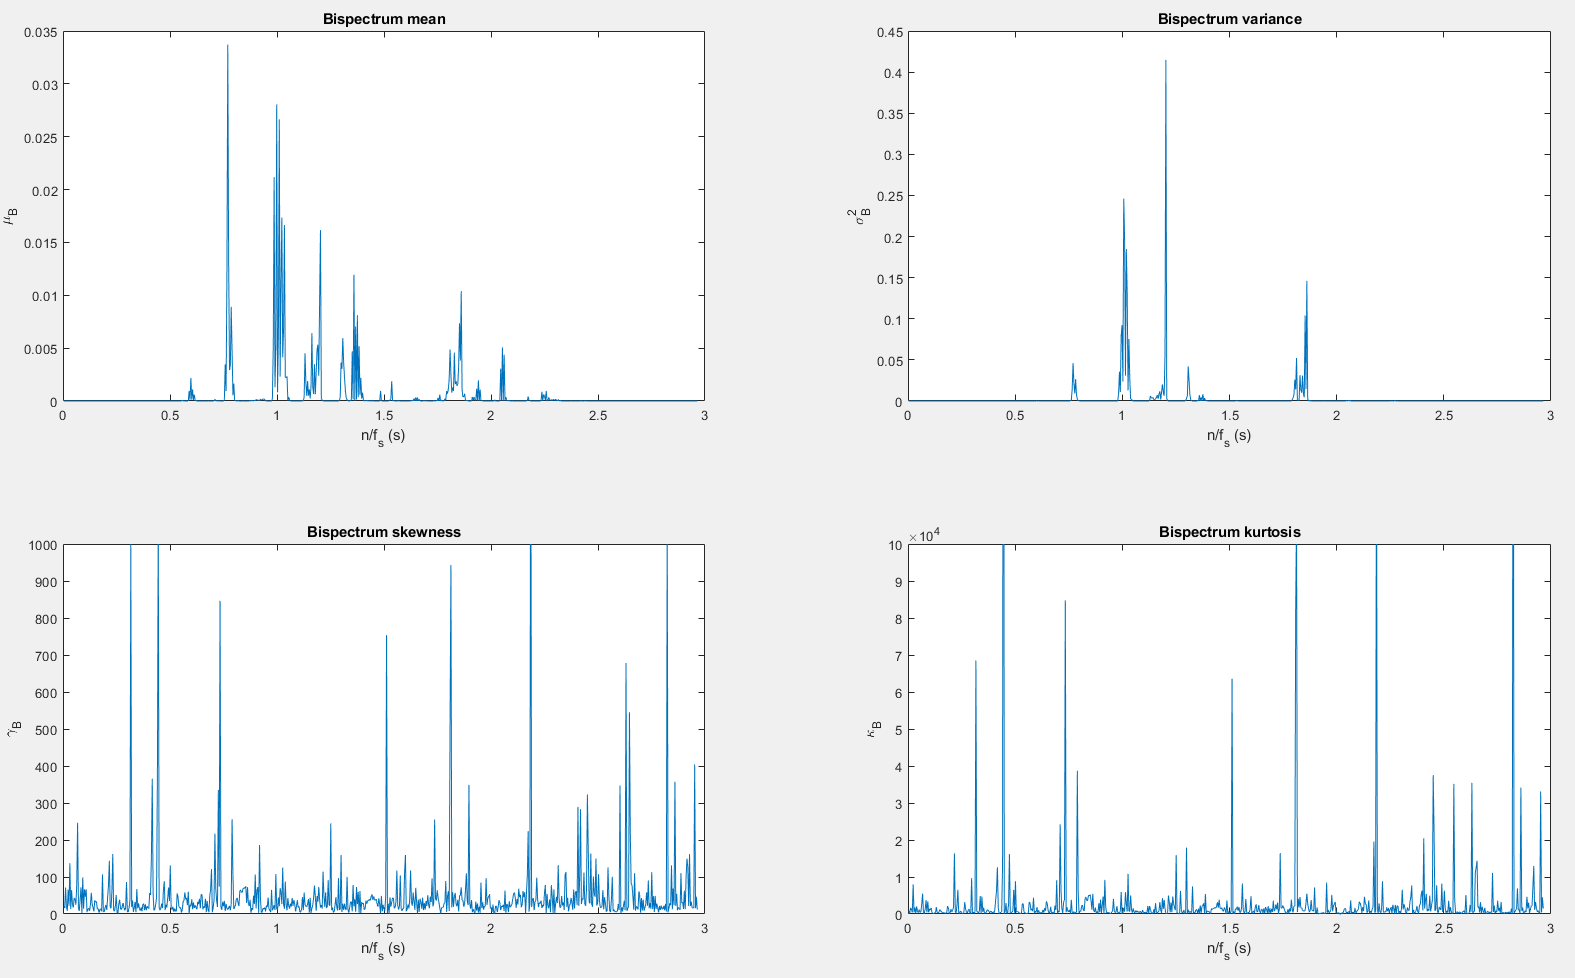 Bispectrum mean
0.035
0.03
0.025
0.02
0.015
0.01
0.005
0
μB
0 0.5 1 1.5 2 2.5 3
n/fs (s)
Bispectrum variance
0.45
0.4
0.35
0.3
0.25
0.2
0.15
0.1
0.05
0
σ²B
0 0.5 1 1.5 2 2.5 3
n/fs (s)
Bispectrum skewness
1000
900
800
700
600
500
400
300
200
100
0
γB
0 0.5 1 1.5 2 2.5 3
n/fs (s)
Bispectrum kurtosis
×10⁴
10
9
8
7
6
5
4
3
2
1
0
κB
0 0.5 1 1.5 2 2.5 3
n/fs (s)